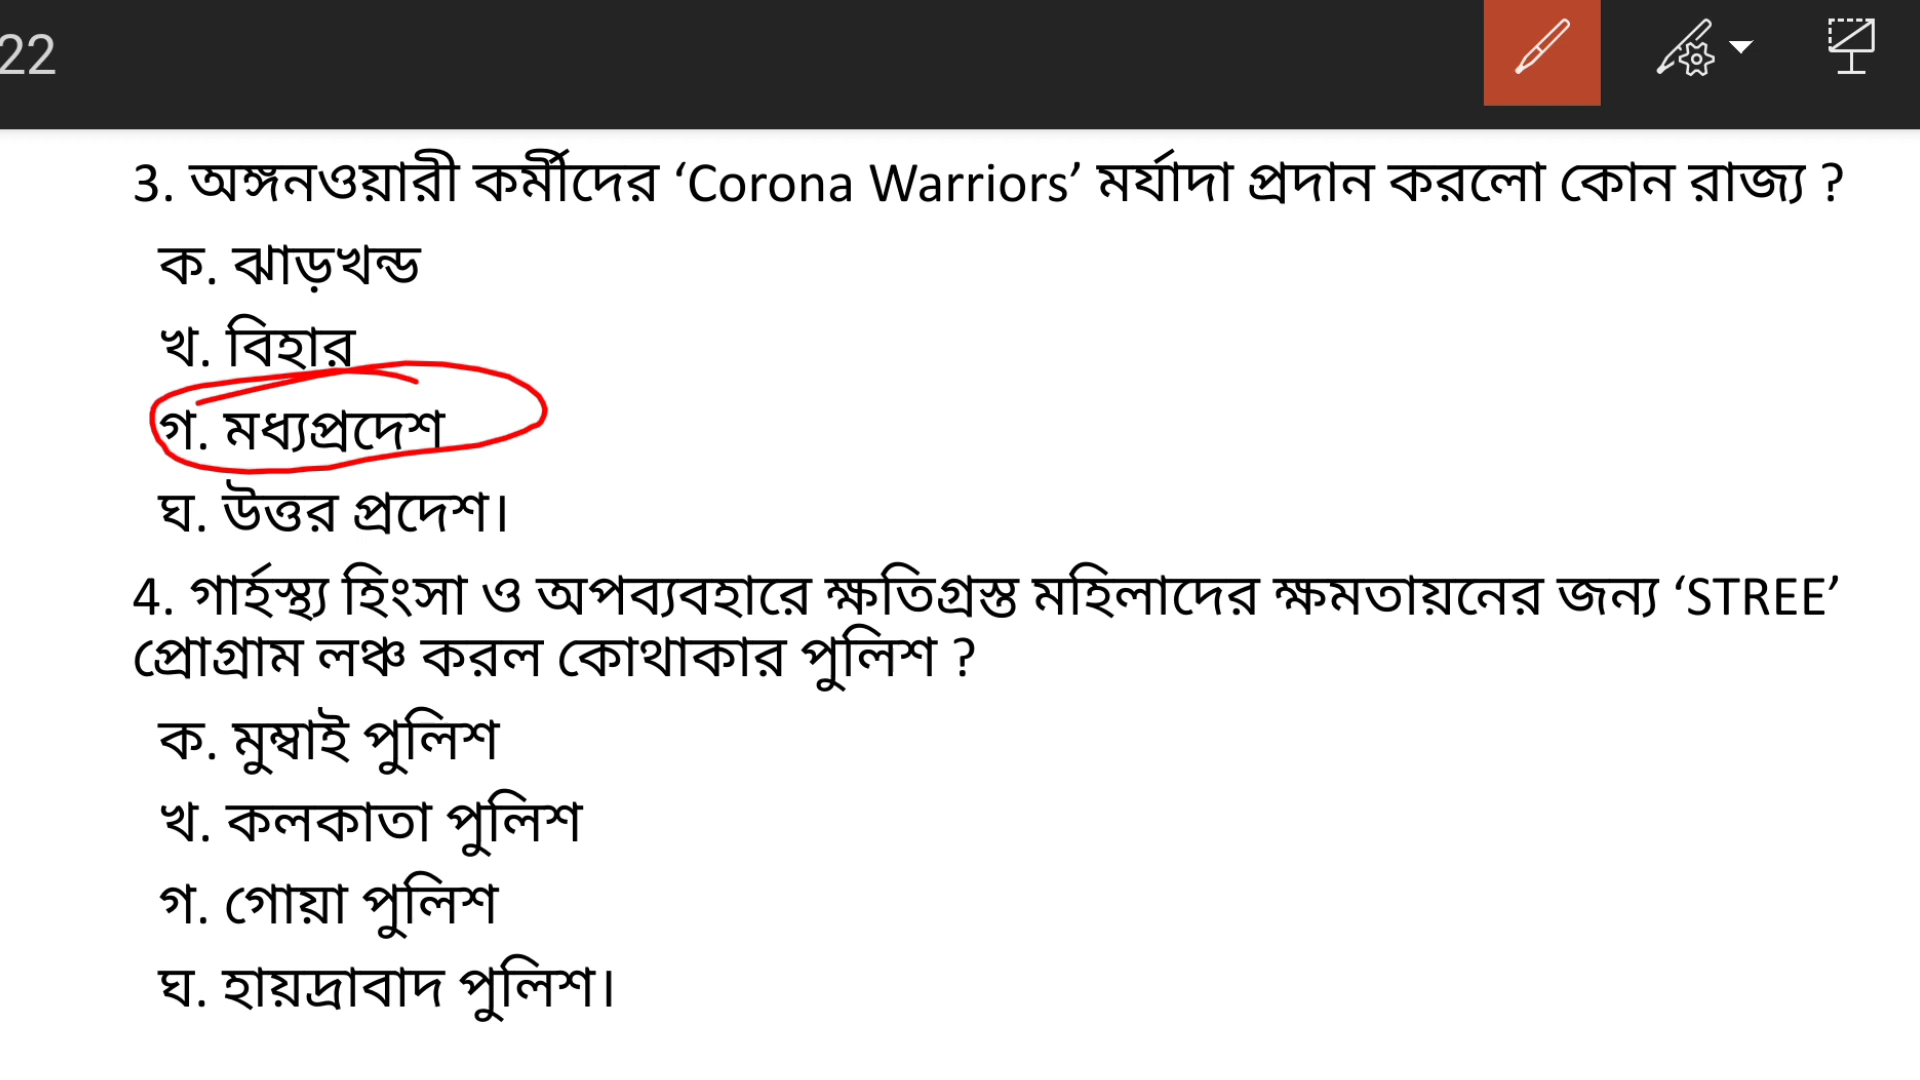 22
3. অঙ্গনওয়ারী কর্মীদের ‘Corona Warriors’ মর্যাদা প্রদান করলো কোন রাজ্য ?
ক. ঝাড়খন্ড
খ. বিহার
গ. মধ্যপ্রদেশ
ঘ. উত্তর প্রদেশ।
4. গার্হস্থ্য হিংসা ও অপব্যবহারে ক্ষতিগ্রস্ত মহিলাদের ক্ষমতায়নের জন্য ‘STREE’
প্রোগ্রাম লঞ্চ করল কোথাকার পুলিশ ?
ক. মুম্বাই পুলিশ
খ. কলকাতা পুলিশ
গ. গোয়া পুলিশ
ঘ. হায়দ্রাবাদ পুলিশ।